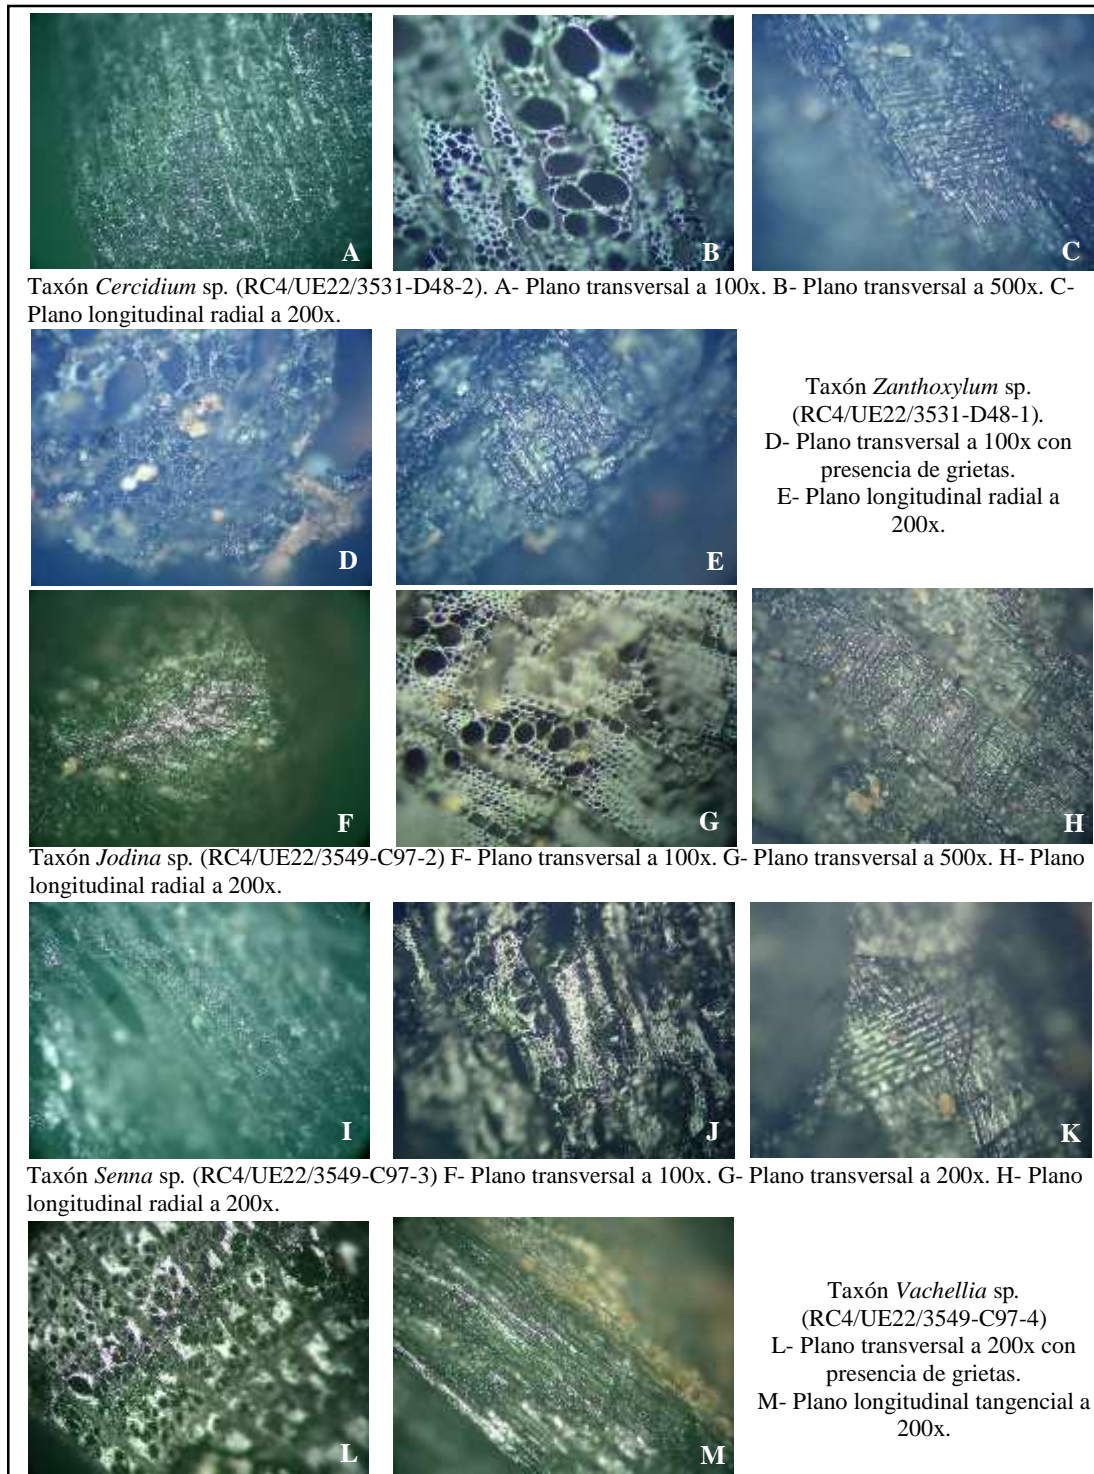 A
B
C
Taxón Cercidium sp. (RC4/UE22/3531-D48-2). A- Plano transversal a 100x. B- Plano transversal a 500x. C-
Plano longitudinal radial a 200x.
D
E
Taxón Zanthoxylum sp.
(RC4/UE22/3531-D48-1).
D- Plano transversal a 100x con
presencia de grietas.
E- Plano longitudinal radial a
200x.
F
G
H
Taxón Jodina sp. (RC4/UE22/3549-C97-2) F- Plano transversal a 100x. G- Plano transversal a 500x. H- Plano
longitudinal radial a 200x.
I
J
K
Taxón Senna sp. (RC4/UE22/3549-C97-3) F- Plano transversal a 100x. G- Plano transversal a 200x. H- Plano
longitudinal radial a 200x.
L
M
Taxón Vachellia sp.
(RC4/UE22/3549-C97-4)
L- Plano transversal a 200x con
presencia de grietas.
M- Plano longitudinal tangencial a
200x.